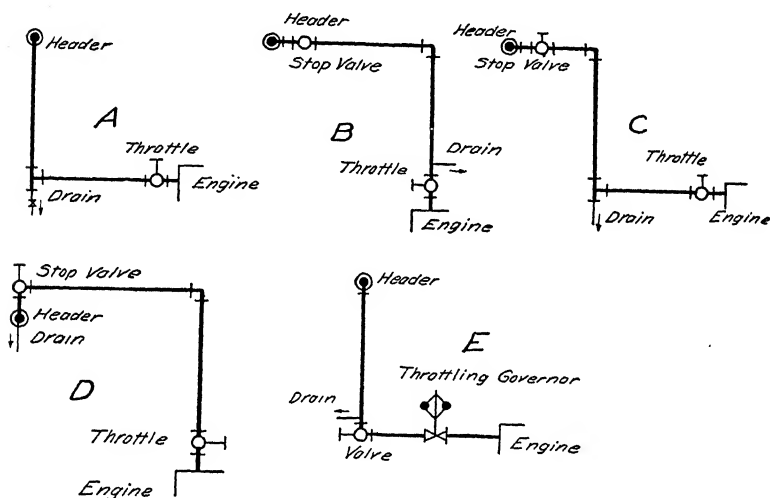 Header
A
Throttle
Drain
Engine
Header
Stop Valve
B
Drain
Throttle
Engine
Header
Stop Valve
C
Throttle
Drain
Engine
Stop Valve
Header
Drain
D
Throttle
Engine
Header
E
Throttling Governor
Drain
Valve
Engine